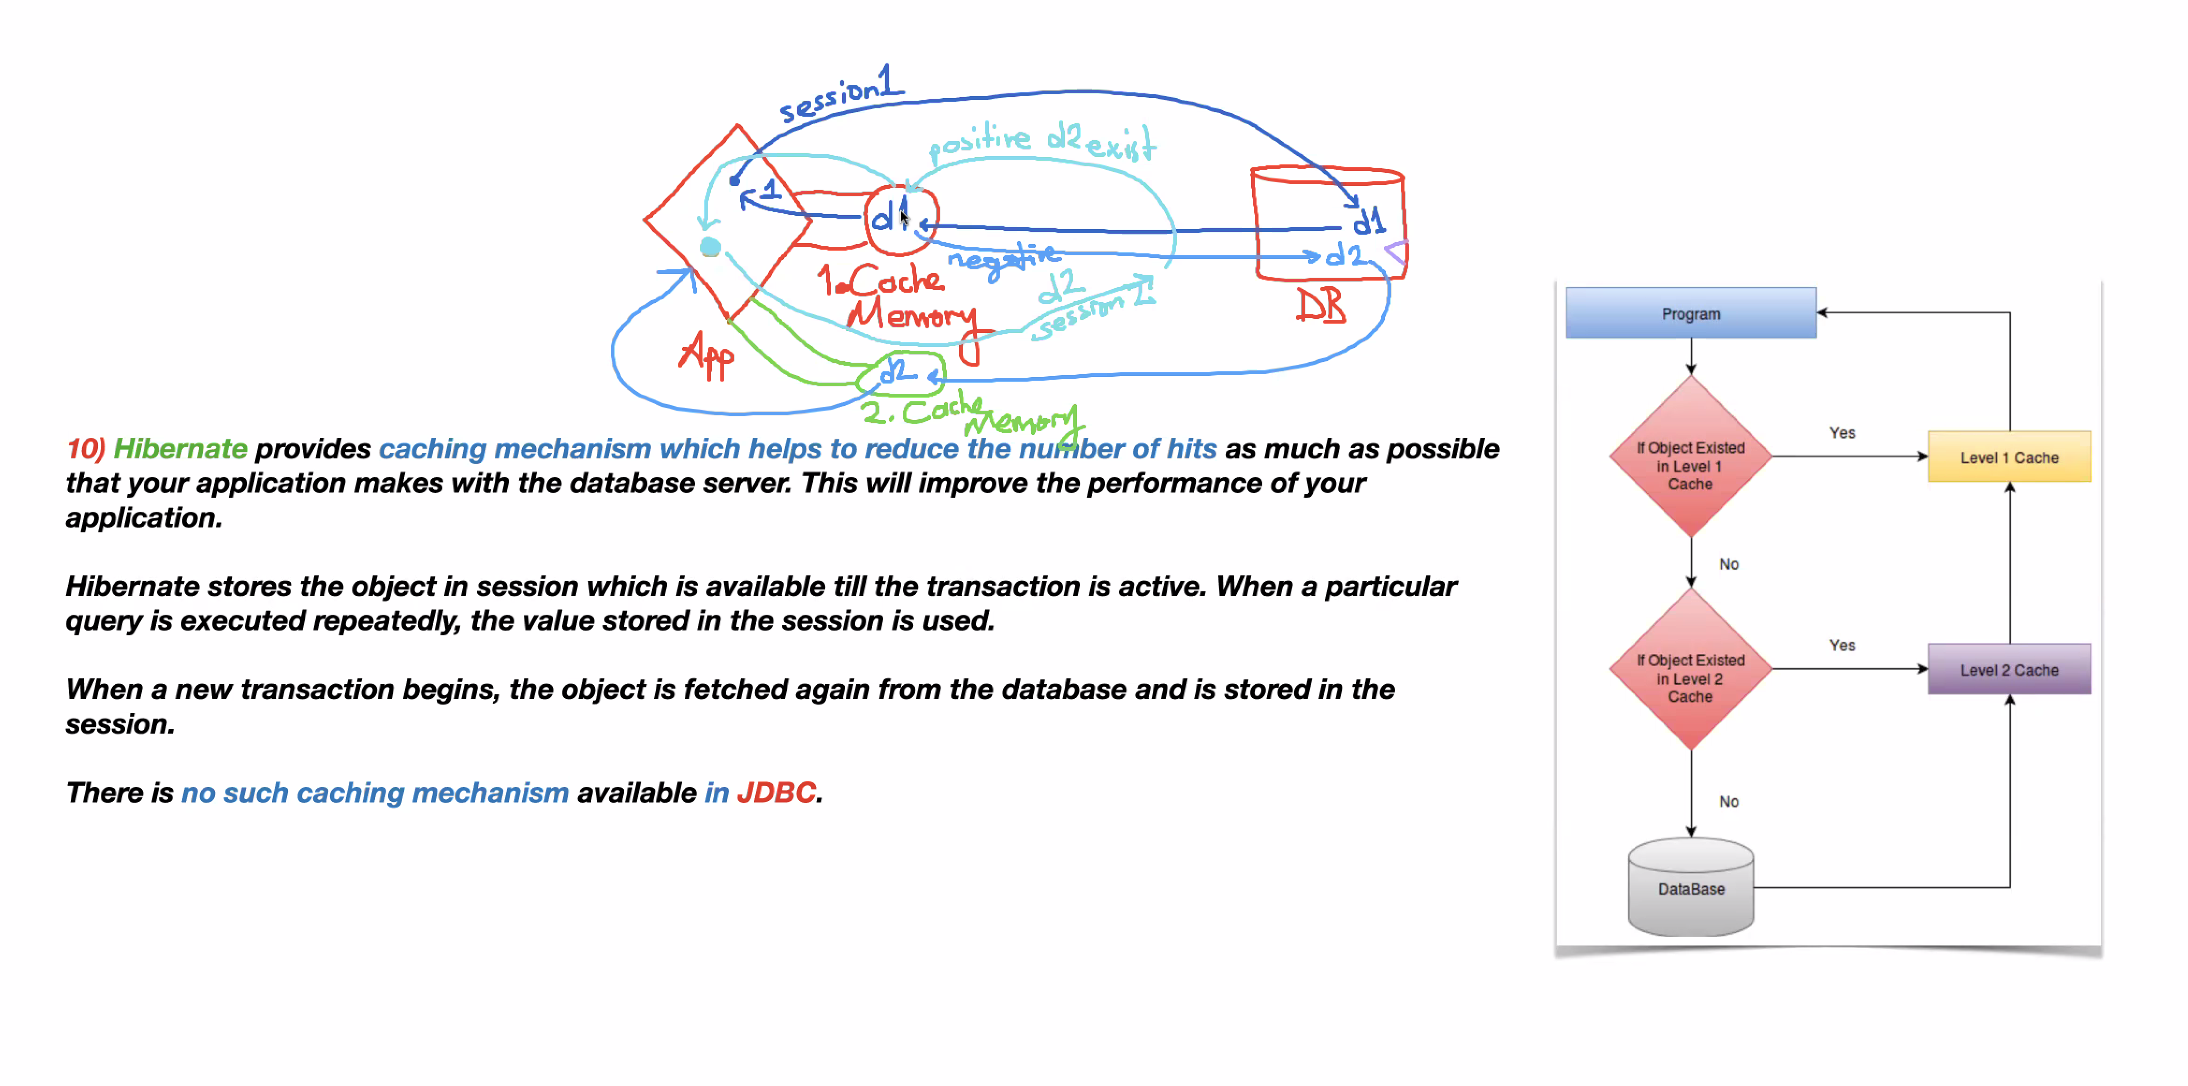 session1
positive d2 exist
1
d1
d1
negative
d2
1.Cache
Memory
d2
session 2
DB
App
d2
2. Cache
Memory
10) Hibernate provides caching mechanism which helps to reduce the number of hits as much as possible
that your application makes with the database server. This will improve the performance of your
application.
Hibernate stores the object in session which is available till the transaction is active. When a particular
query is executed repeatedly, the value stored in the session is used.
When a new transaction begins, the object is fetched again from the database and is stored in the
session.
There is no such caching mechanism available in JDBC.
Program
If Object Existed
in Level 1
Cache
Yes
Level 1 Cache
No
If Object Existed
in Level 2
Cache
Yes
Level 2 Cache
No
DataBase